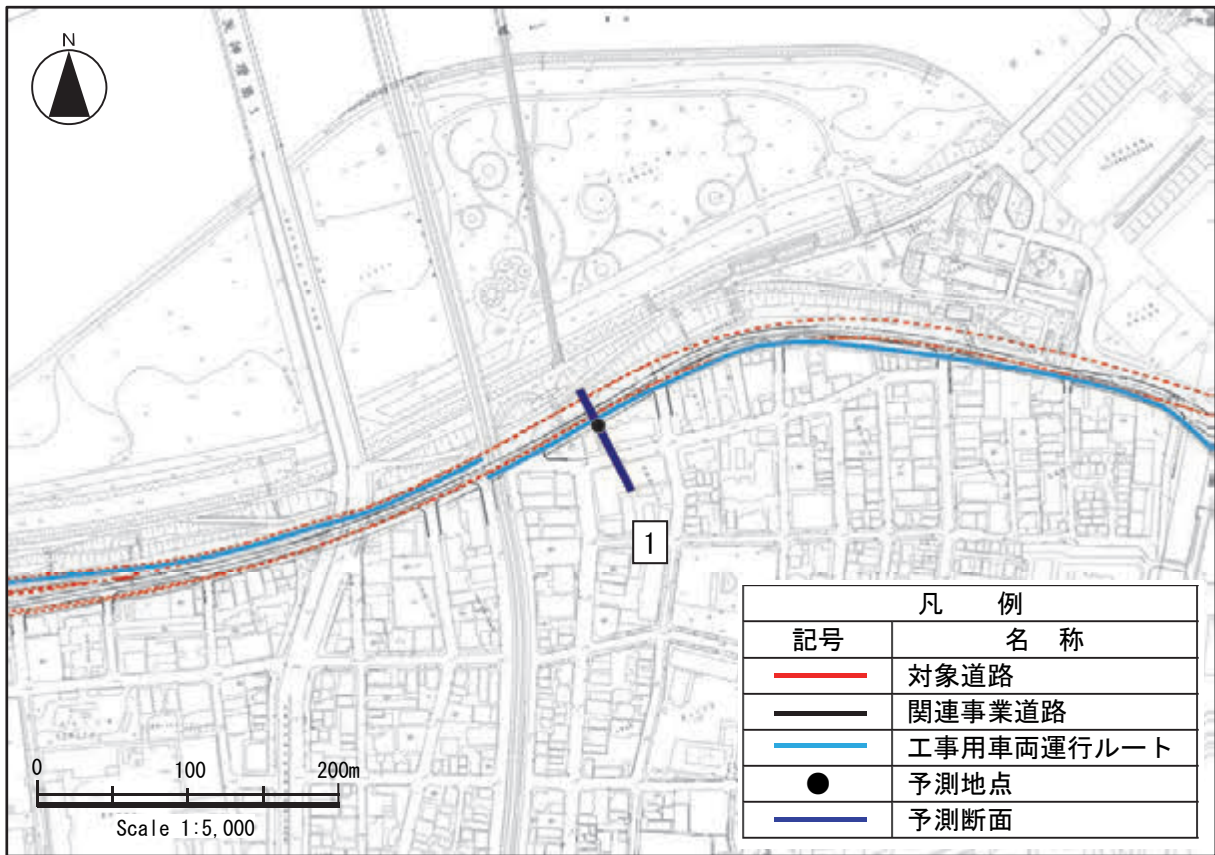 N
1
0 100 200m
Scale 1:5,000
凡 例
記号 名 称
対象道路
関連事業道路
工事用車両運行ルート
予測地点
予測断面